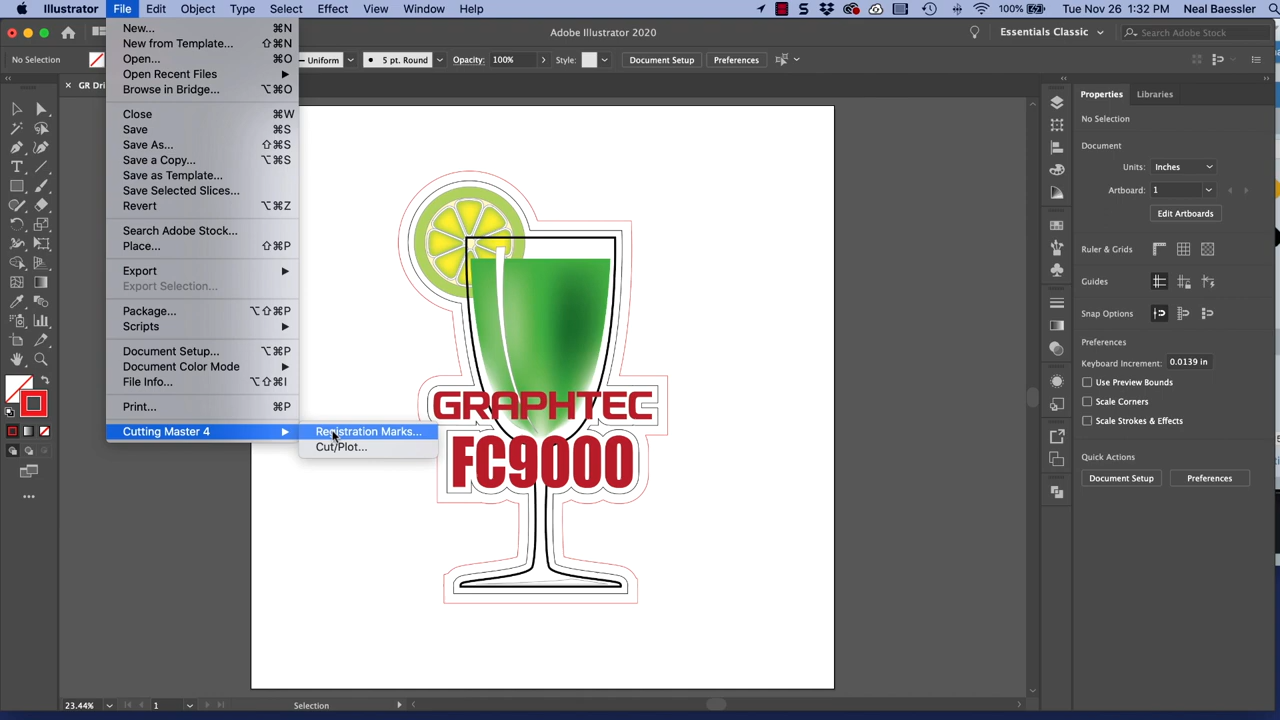 Illustrator File Edit Object Type Select Effect View Window Help 100% Tue Nov 26 1:32 PM Neal Baessler
Adobe Illustrator 2020 Essentials Classic Search Adobe Stock
No Selection Uniform 5 pt. Round Opacity: 100% Style: Document Setup Preferences
× GR Dri
New... ⌘N
New from Template... ⇧⌘N
Open... ⌘O
Open Recent Files
Browse in Bridge... ⌥⌘O
Close ⌘W
Save ⌘S
Save As... ⇧⌘S
Save a Copy... ⌥⌘S
Save as Template...
Save Selected Slices...
Revert ⌥⌘Z
Search Adobe Stock...
Place... ⇧⌘P
Export
Export Selection...
Package... ⌥⇧⌘P
Scripts
Document Setup... ⌥⌘P
Document Color Mode
File Info... ⌥⇧⌘I
Print... ⌘P
Cutting Master 4
Registration Marks...
Cut/Plot...
GRAPHTEC
FC9000
Properties Libraries
No Selection
Document
Units: Inches
Artboard: 1
Edit Artboards
Ruler & Grids
Guides
Snap Options
Preferences
Keyboard Increment: 0.0139 in
Use Preview Bounds
Scale Corners
Scale Strokes & Effects
Quick Actions
Document Setup Preferences
23.44% 1 Selection